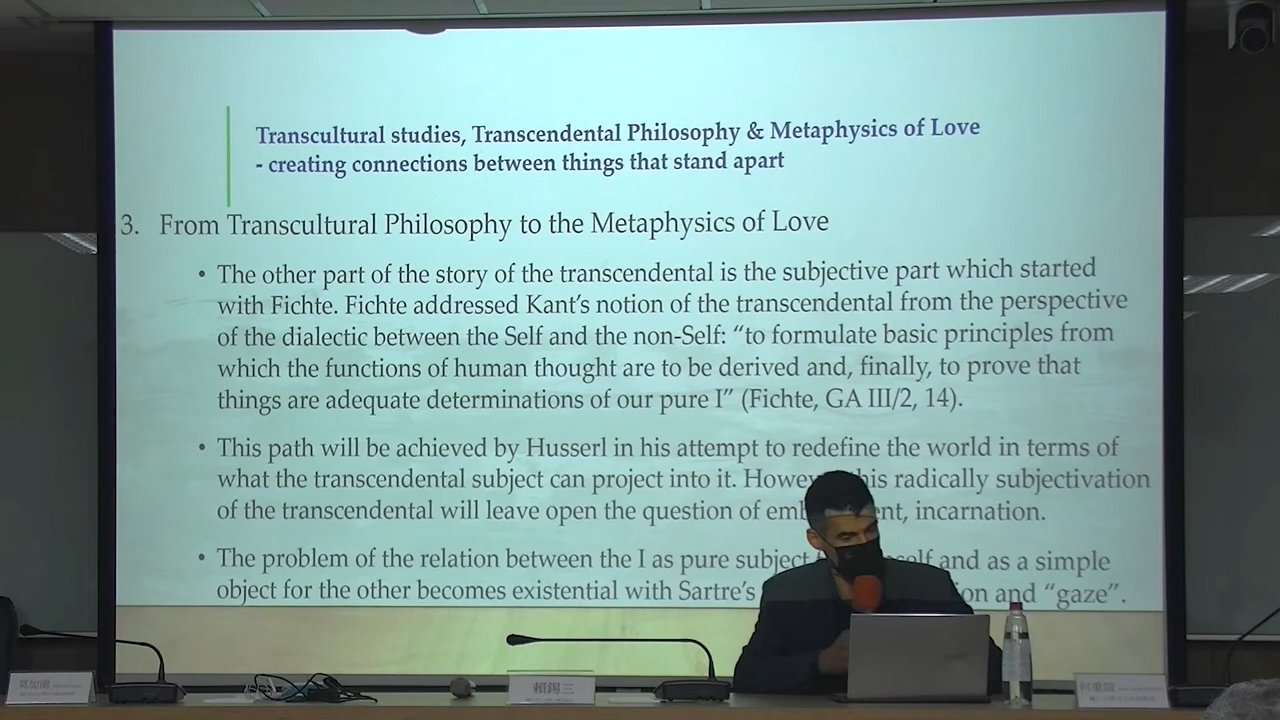 Transcultural studies, Transcendental Philosophy & Metaphysics of Love
- creating connections between things that stand apart
3. From Transcultural Philosophy to the Metaphysics of Love
• The other part of the story of the transcendental is the subjective part which started
with Fichte. Fichte addressed Kant's notion of the transcendental from the perspective
of the dialectic between the Self and the non-Self: “to formulate basic principles from
which the functions of human thought are to be derived and, finally, to prove that
things are adequate determinations of our pure I” (Fichte, GA III/2, 14).
• This path will be achieved by Husserl in his attempt to redefine the world in terms of
what the transcendental subject can project into it. Howev his radically subjectivation
of the transcendental will leave open the question of emb nt, incarnation.
• The problem of the relation between the I as pure subject elf and as a simple
object for the other becomes existential with Sartre's on and “gaze”.
賴錫三